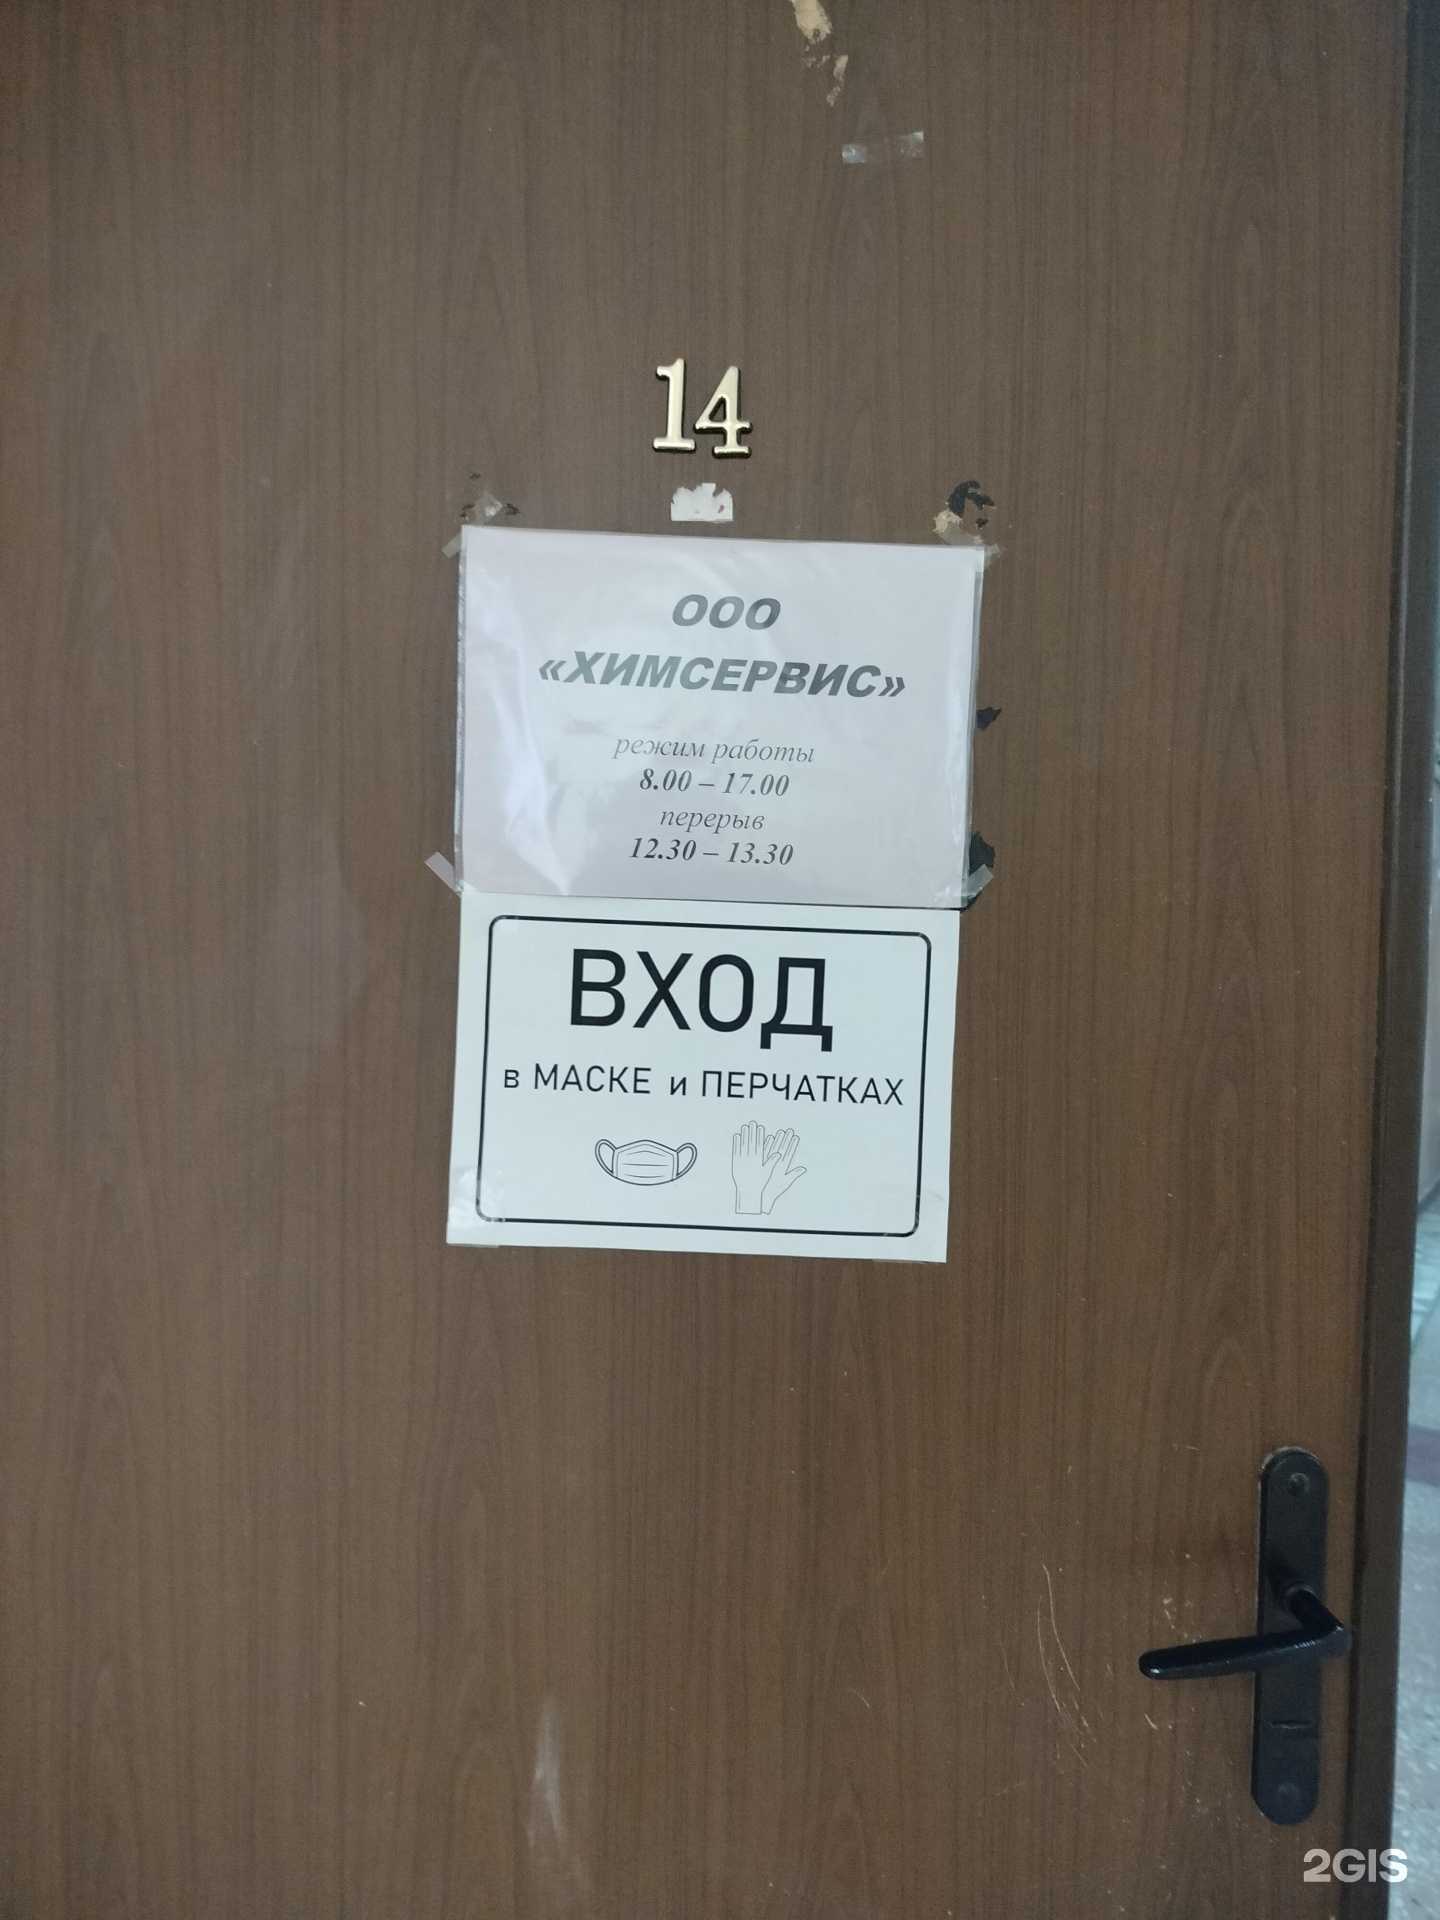 14
ООО
«ХИМСЕРВИС»
режим работы
8.00 – 17.00
перерыв
12.30 – 13.30
ВХОД
в МАСКЕ и ПЕРЧАТКАХ
2GIS